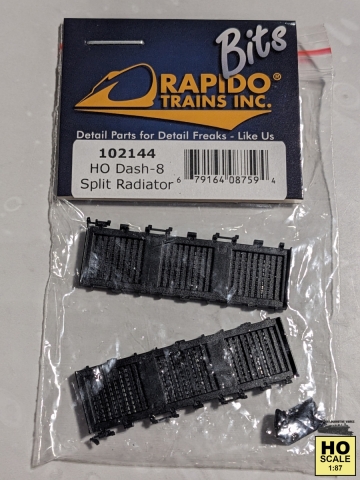 Bits
RAPIDO®
TRAINS INC.
Detail Parts for Detail Freaks - Like Us
102144
HO Dash-8
Split Radiator
6 79164 08759 4
HO
SCALE
1:87